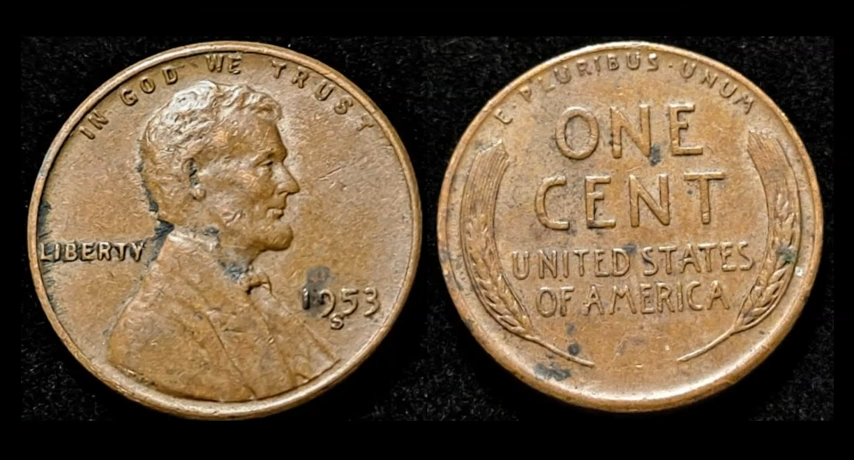 IN GOD WE TRUST
LIBERTY
1953
S
E·PLURIBUS·UNUM
ONE
CENT
UNITED STATES
OF AMERICA